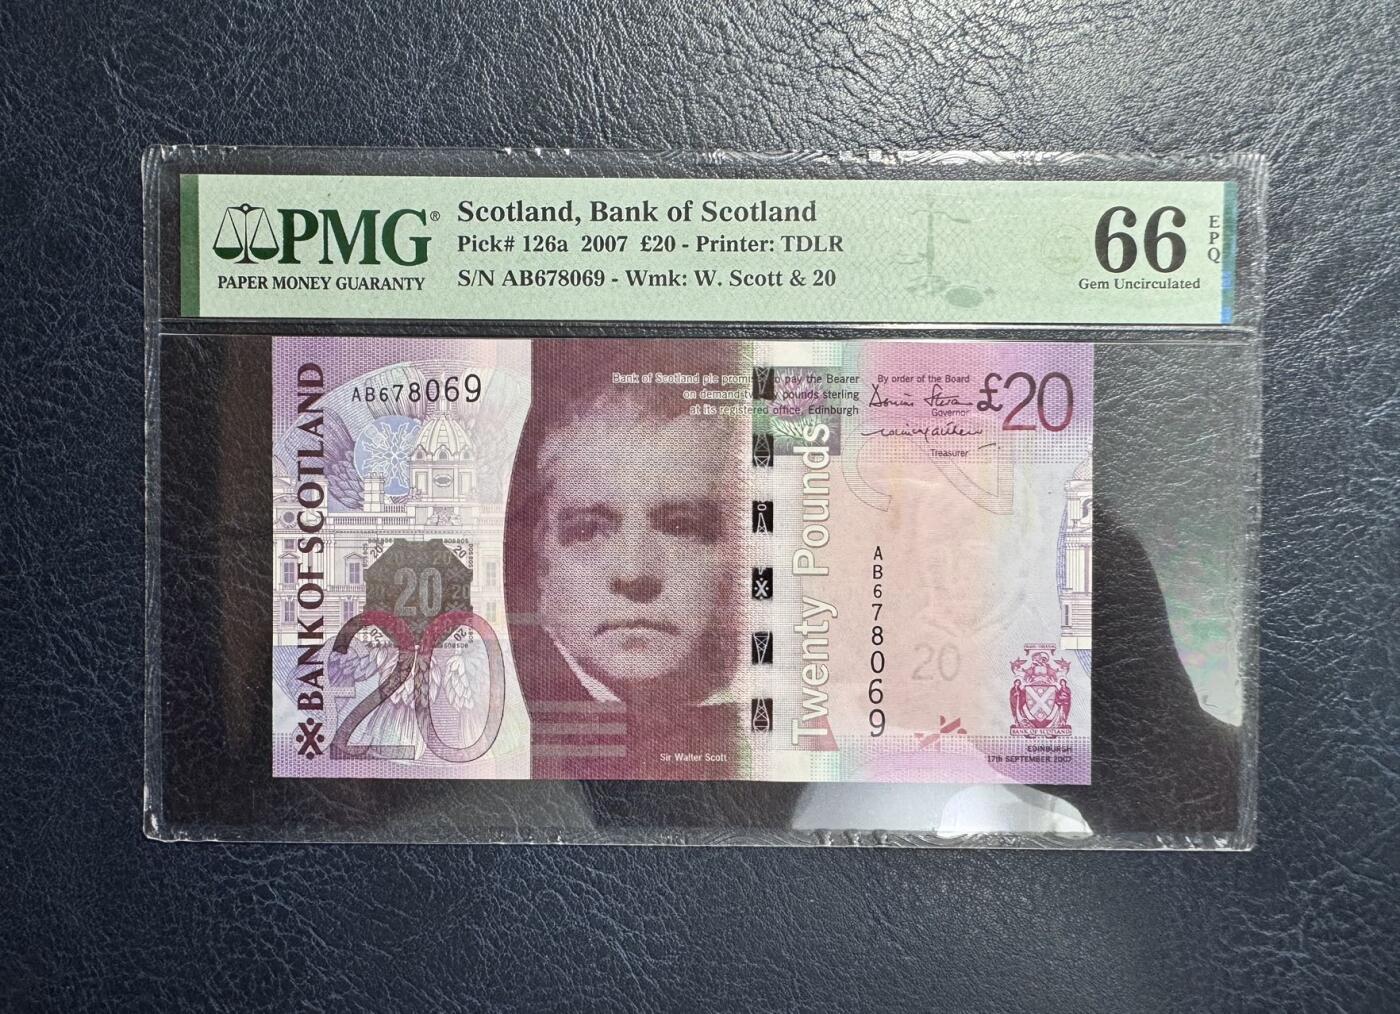 PMG®
PAPER MONEY GUARANTY
Scotland, Bank of Scotland
Pick# 126a 2007 £20 - Printer: TDLR
S/N AB678069 - Wmk: W. Scott & 20
66
EPQ
Gem Uncirculated
BANK OF SCOTLAND
AB678069
Bank of Scotland plc promise to pay the Bearer
on demand twenty pounds sterling
at its registered office, Edinburgh
By order of the Board
Governor
Treasurer
£20
20
20
Twenty Pounds
AB678069
20
Sir Walter Scott
BANK OF SCOTLAND
EDINBURGH
17th SEPTEMBER 2007